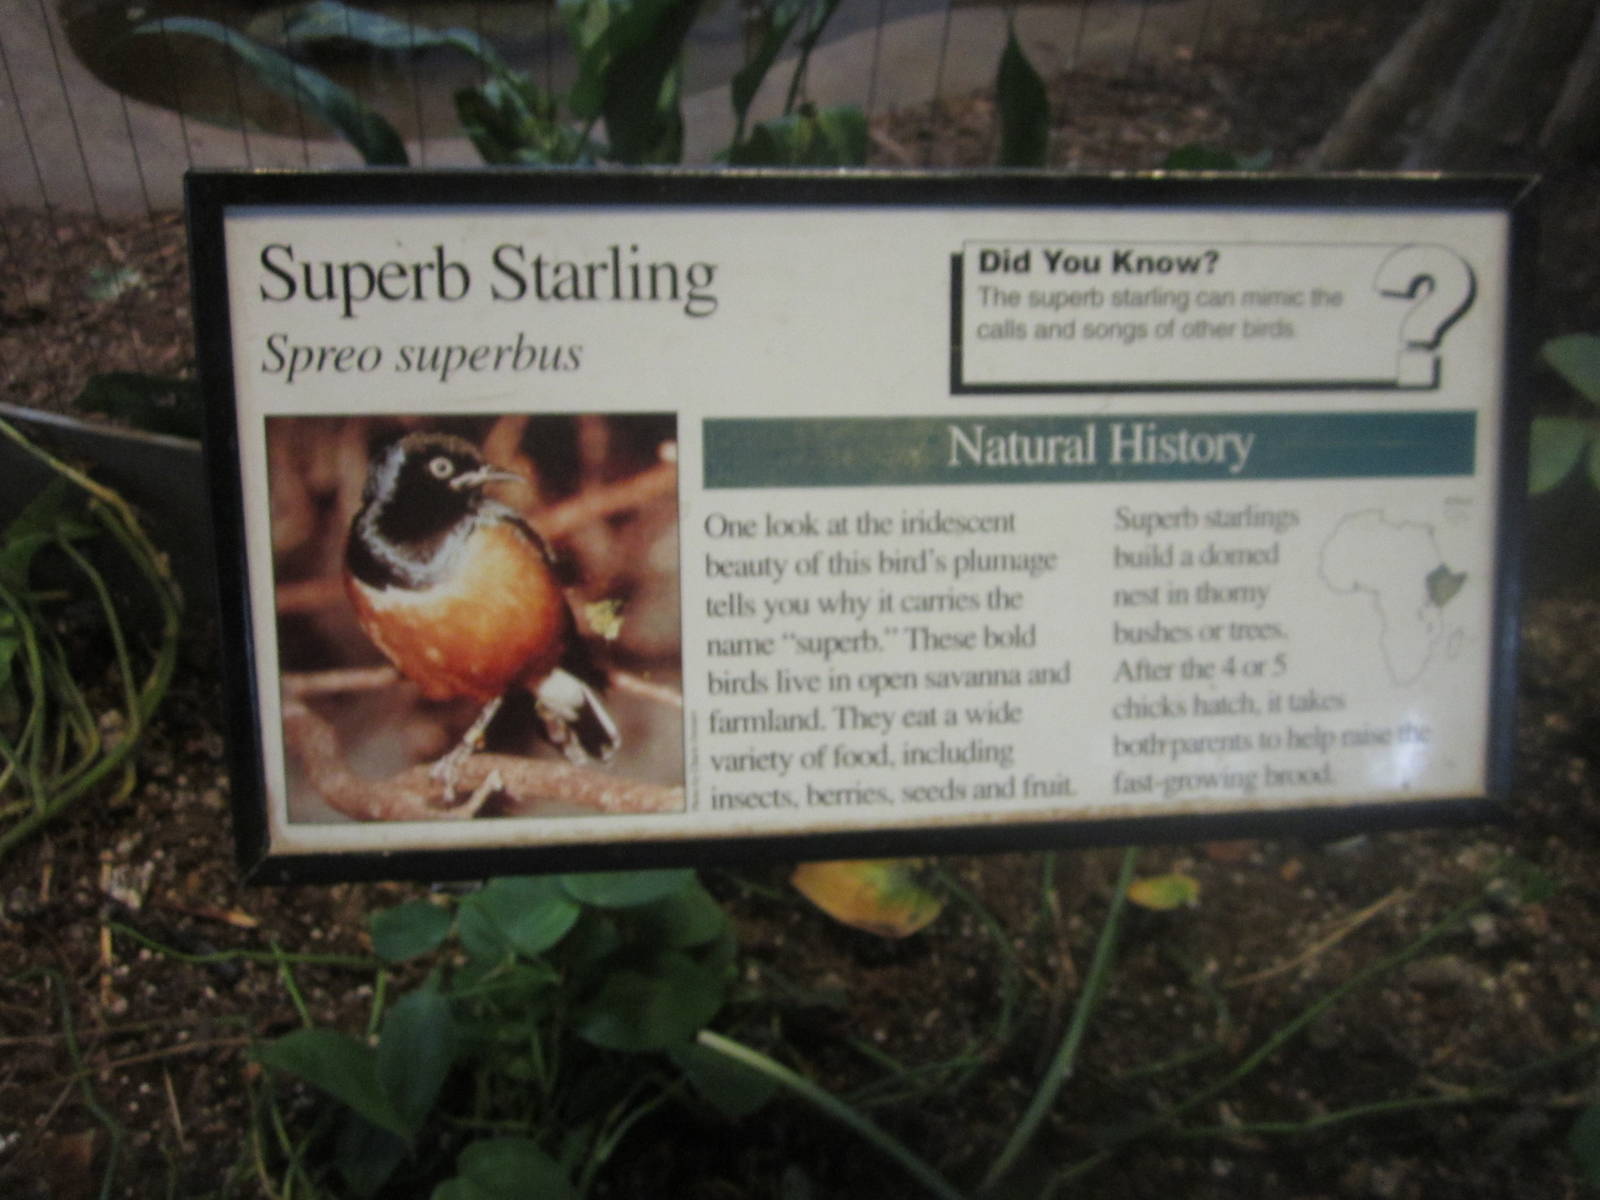 Superb Starling
Spreo superbus
Did You Know?
The superb starling can mimic the
calls and songs of other birds.
Natural History
One look at the iridescent
beauty of this bird's plumage
tells you why it carries the
name "superb." These bold
birds live in open savanna and
farmland. They eat a wide
variety of food, including
insects, berries, seeds and fruit.
Superb starlings
build a domed
nest in thorny
bushes or trees.
After the 4 or 5
chicks hatch, it takes
both parents to help raise the
fast-growing brood.